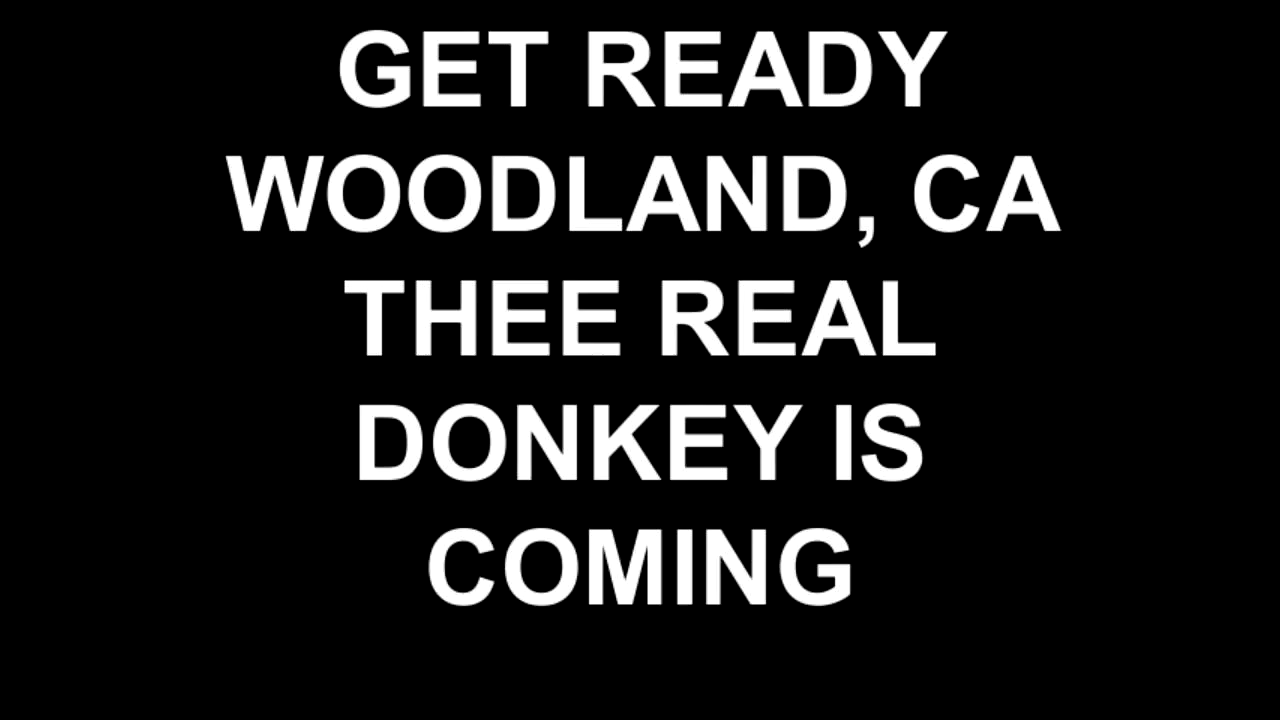 GET READY
WOODLAND, CA
THEE REAL
DONKEY IS
COMING